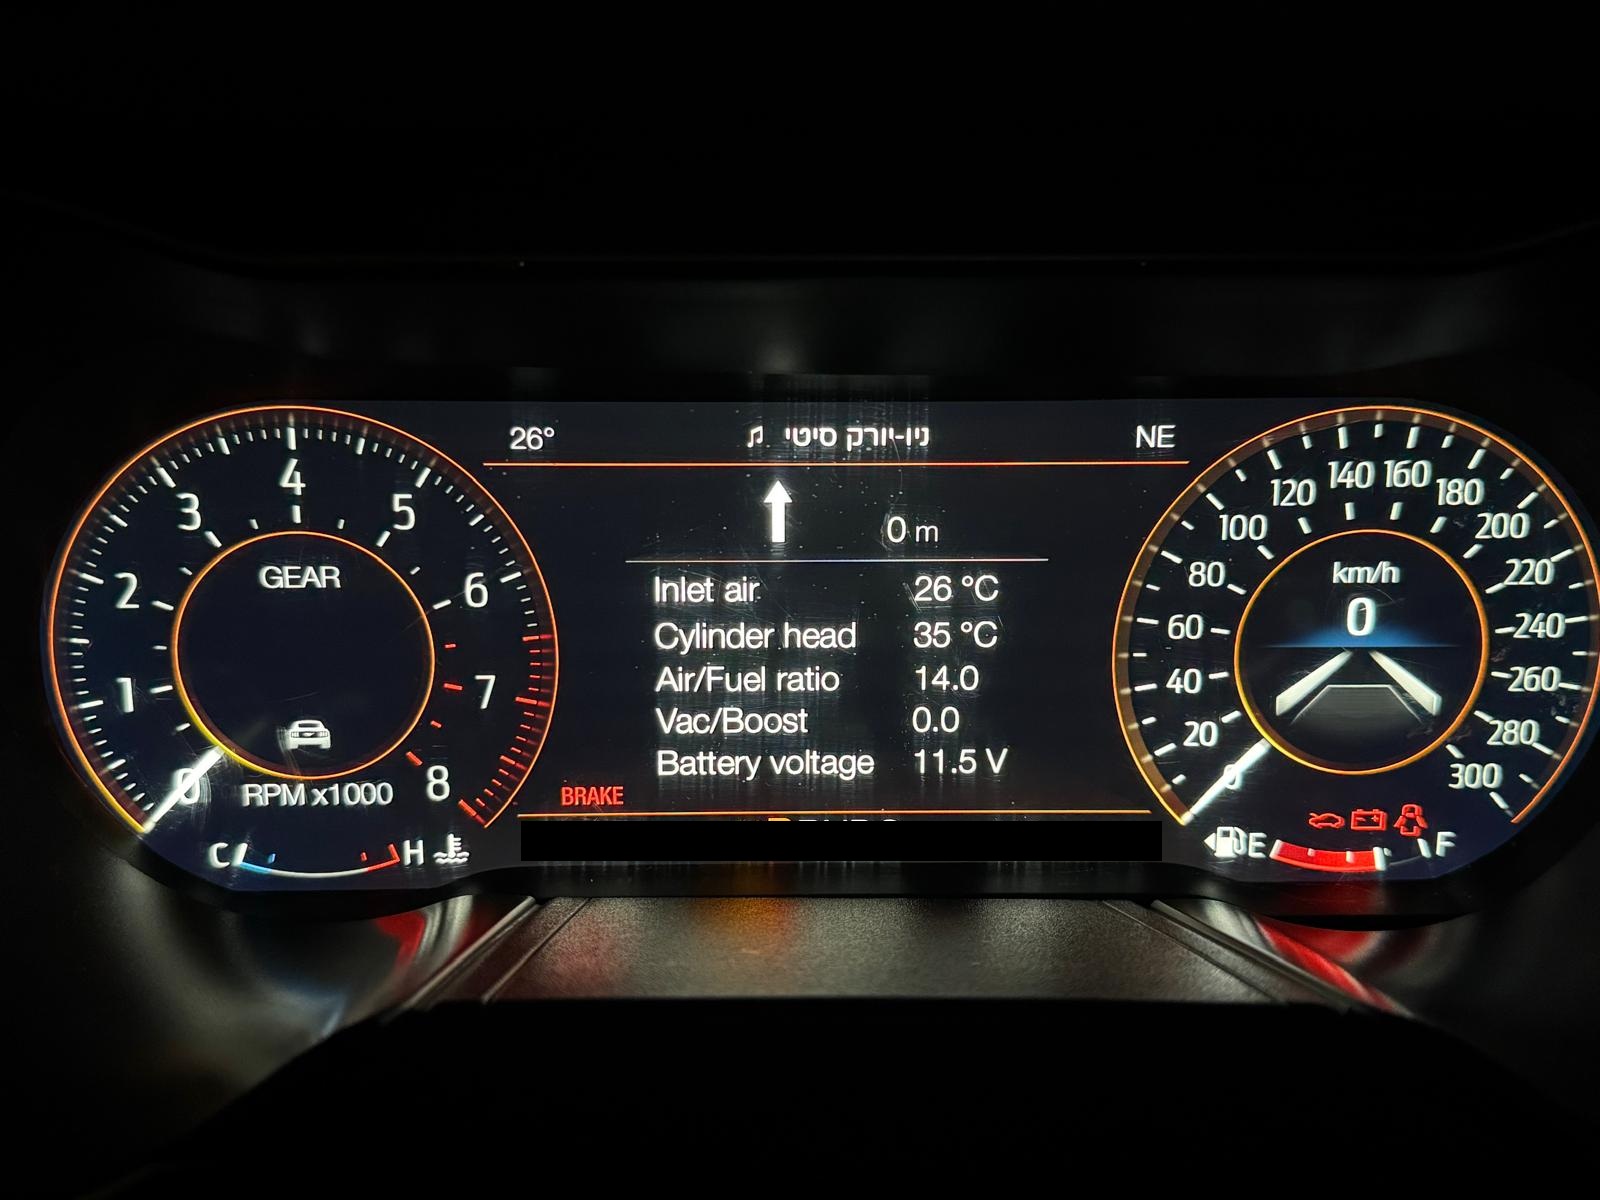 26° ניו-יורק סיטי NE
0 m
Inlet air 26 °C
Cylinder head 35 °C
Air/Fuel ratio 14.0
Vac/Boost 0.0
Battery voltage 11.5 V
BRAKE
GEAR
0 1 2 3 4 5 6 7 8
RPM x1000
C H
km/h
0
0 20 40 60 80 100 120 140 160 180 200 220 240 260 280 300
E F